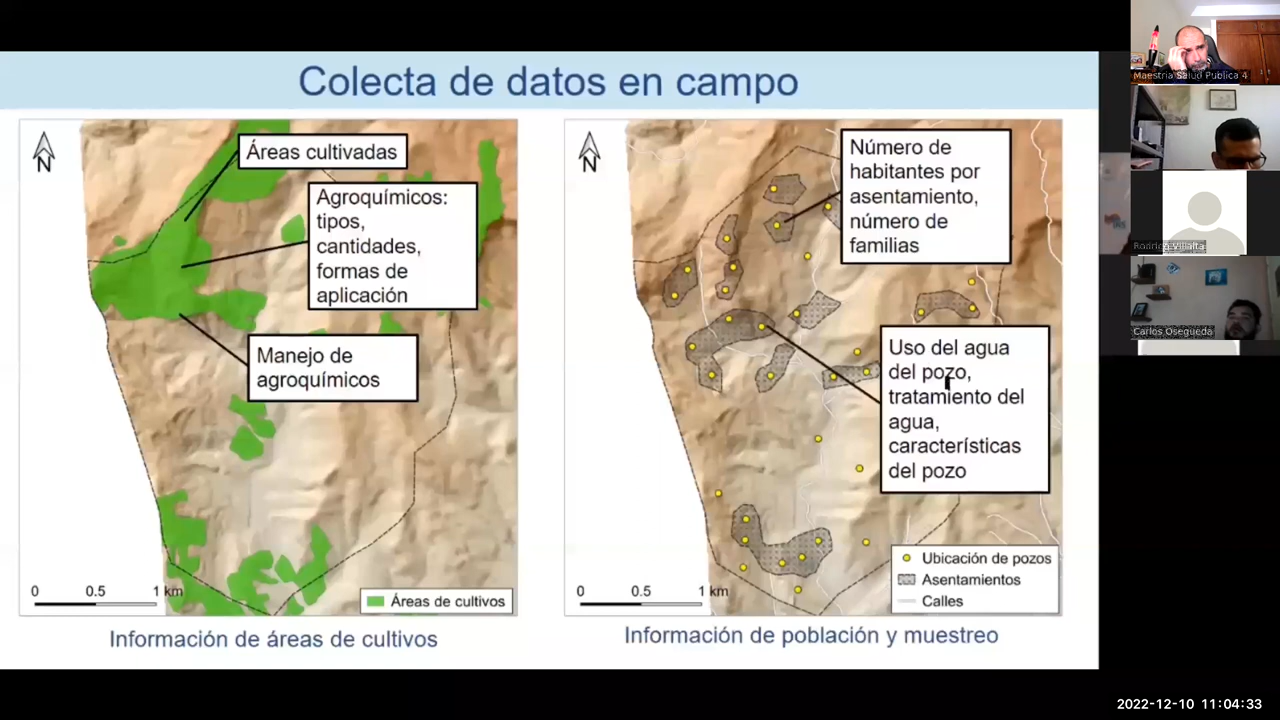 Colecta de datos en campo
N
Áreas cultivadas
Agroquímicos:
tipos,
cantidades,
formas de
aplicación
Manejo de
agroquímicos
0 0.5 1 km
Áreas de cultivos
Información de áreas de cultivos
N
Número de
habitantes por
asentamiento,
número de
familias
Uso del agua
del pozo,
tratamiento del
agua,
características
del pozo
0 0.5 1 km
Ubicación de pozos
Asentamientos
Calles
Información de población y muestreo
Maestria Salud Publica 4
Rodrigo Villalta
Carlos Osegueda
2022-12-10 11:04:33